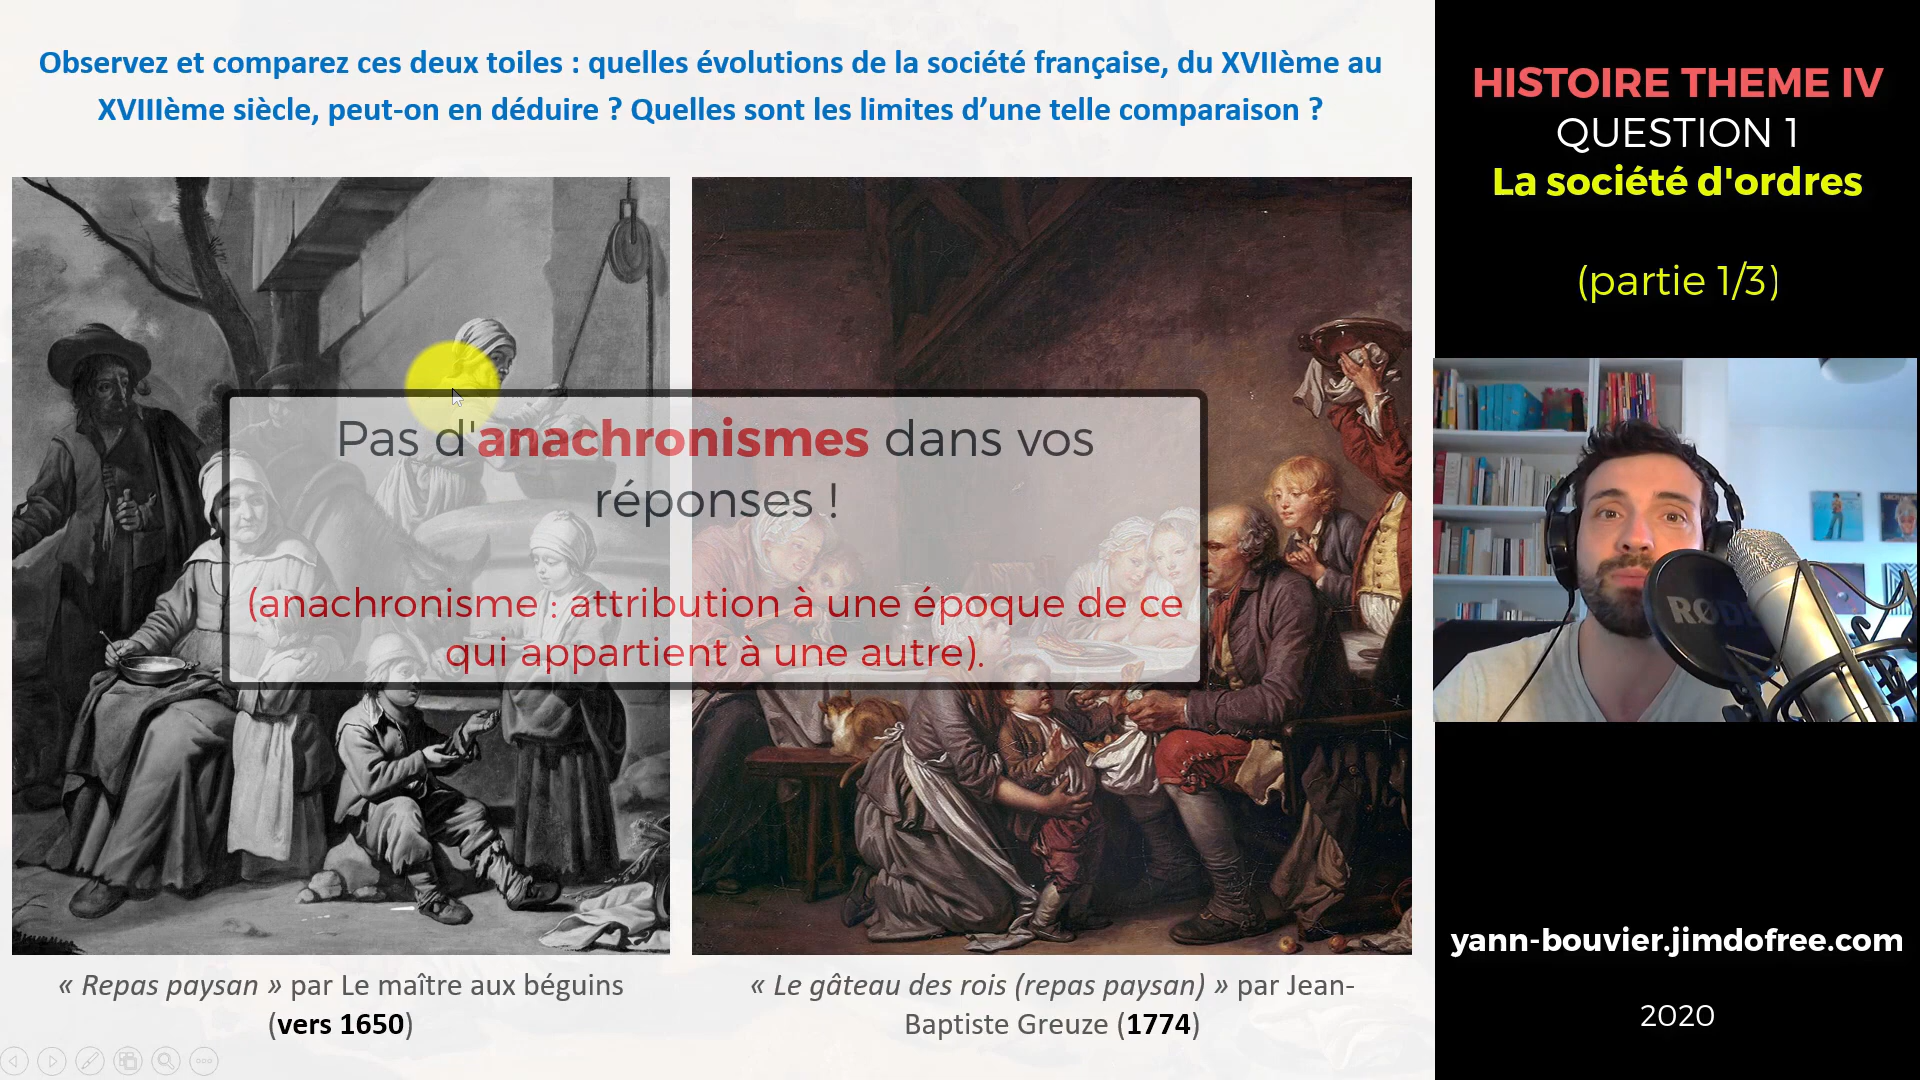 Observez et comparez ces deux toiles : quelles évolutions de la société française, du XVIIème au
XVIIIème siècle, peut-on en déduire ? Quelles sont les limites d’une telle comparaison ?
Pas d'anachronismes dans vos
réponses !
(anachronisme : attribution à une époque de ce
qui appartient à une autre).
« Repas paysan » par Le maître aux béguins
(vers 1650)
« Le gâteau des rois (repas paysan) » par Jean-
Baptiste Greuze (1774)
HISTOIRE THEME IV
QUESTION 1
La société d'ordres
(partie 1/3)
RØDE
yann-bouvier.jimdofree.com
2020